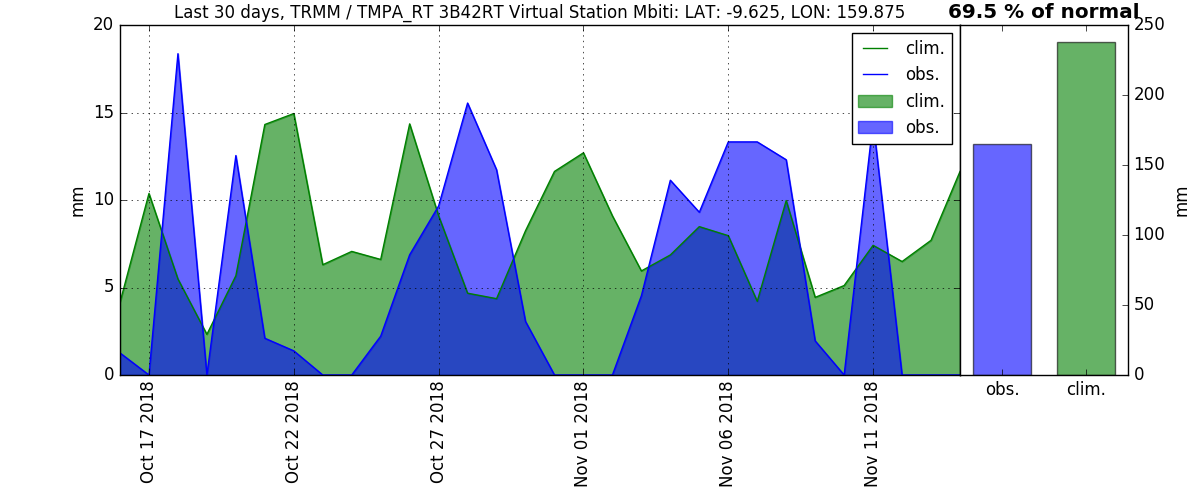 Last 30 days, TRMM / TMPA_RT 3B42RT Virtual Station Mbiti: LAT: -9.625, LON: 159.875
69.5 % of normal
20
15
10
5
0
mm
clim.
obs.
clim.
obs.
250
200
150
100
50
0
mm
Oct 17 2018
Oct 22 2018
Oct 27 2018
Nov 01 2018
Nov 06 2018
Nov 11 2018
obs.
clim.